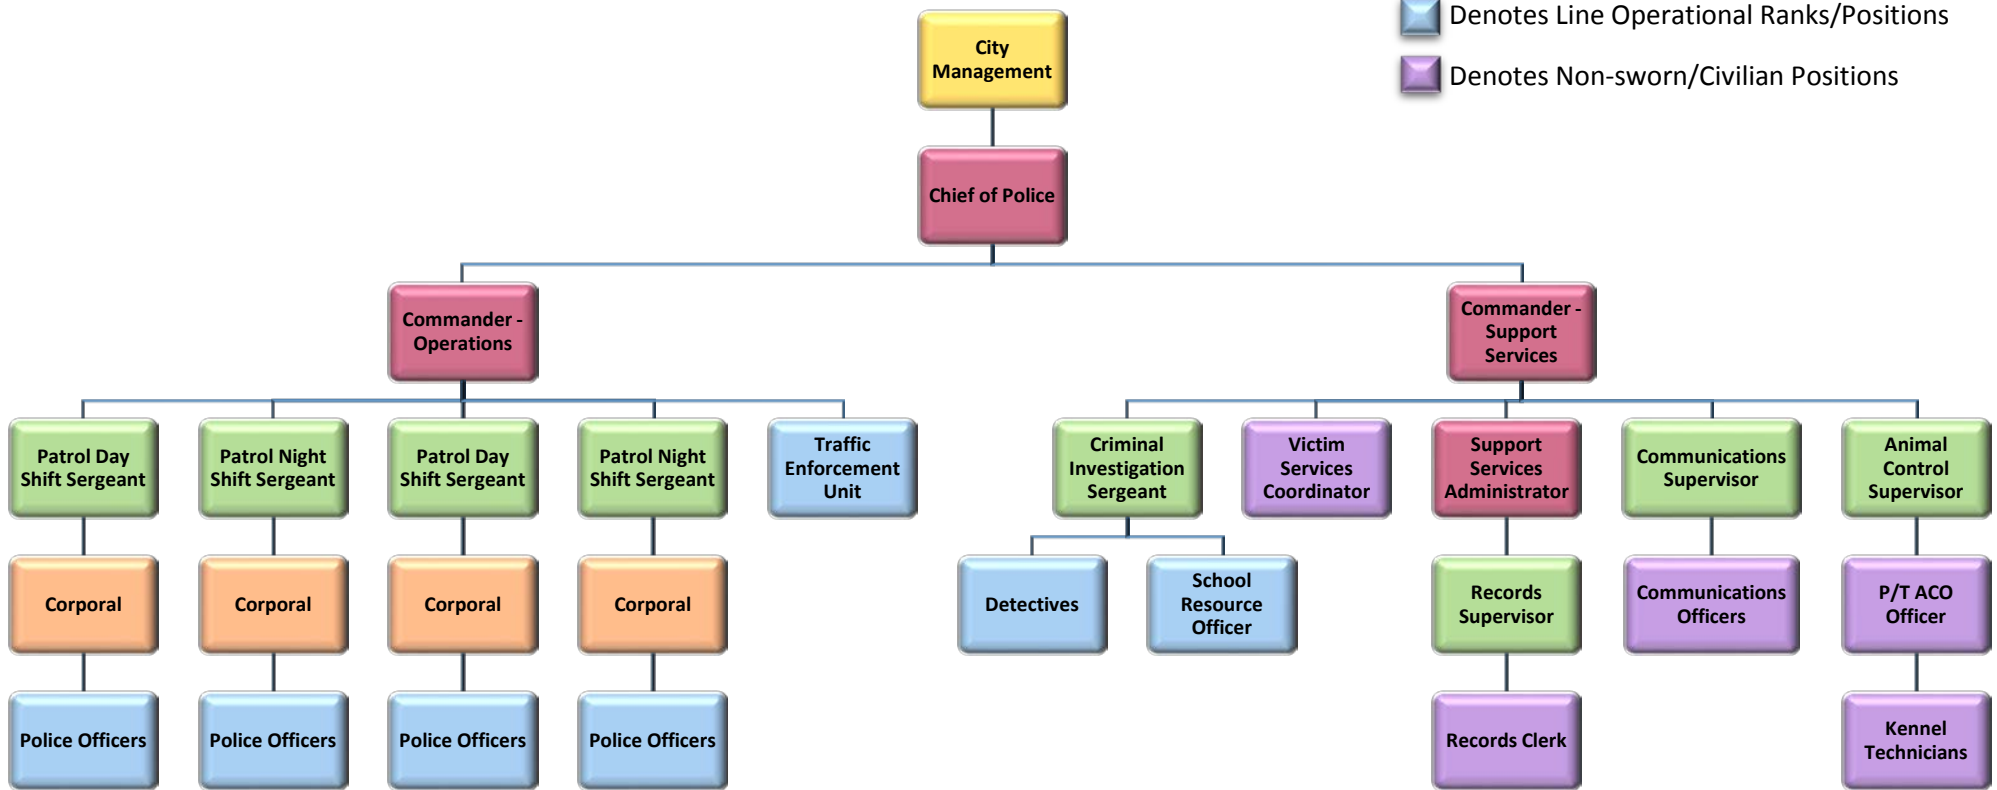 Denotes Line Operational Ranks/Positions
Denotes Non-sworn/Civilian Positions
City
Management
Chief of Police
Commander -
Operations
Commander -
Support
Services
Patrol Day
Shift Sergeant
Patrol Night
Shift Sergeant
Patrol Day
Shift Sergeant
Patrol Night
Shift Sergeant
Traffic
Enforcement
Unit
Criminal
Investigation
Sergeant
Victim
Services
Coordinator
Support
Services
Administrator
Communications
Supervisor
Animal
Control
Supervisor
Corporal
Corporal
Corporal
Corporal
Detectives
School
Resource
Officer
Records
Supervisor
Communications
Officers
P/T ACO
Officer
Police Officers
Police Officers
Police Officers
Police Officers
Records Clerk
Kennel
Technicians